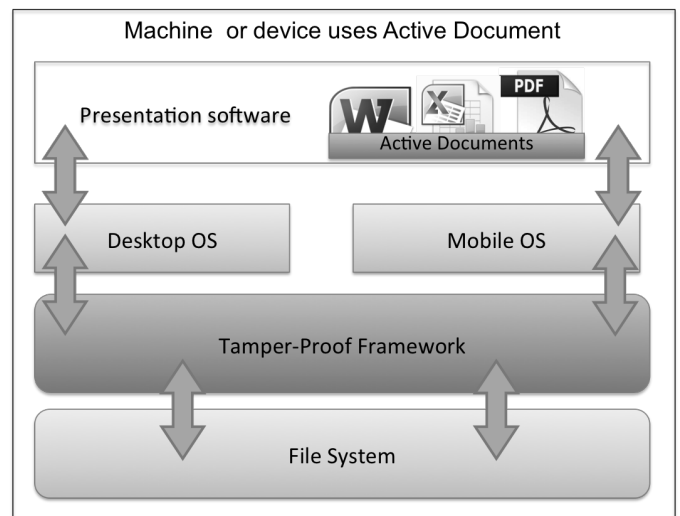 Machine or device uses Active Document
Presentation software
W
X
PDF
Active Documents
Desktop OS
Mobile OS
Tamper-Proof Framework
File System